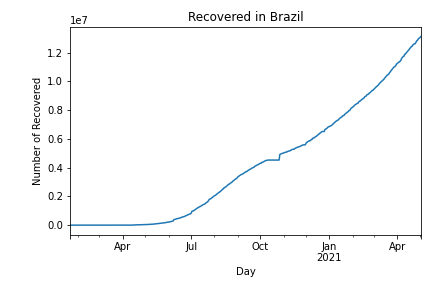 Recovered in Brazil
1e7
1.2
1.0
0.8
0.6
0.4
0.2
0.0
Number of Recovered
Apr
Jul
Oct
Jan
2021
Apr
Day